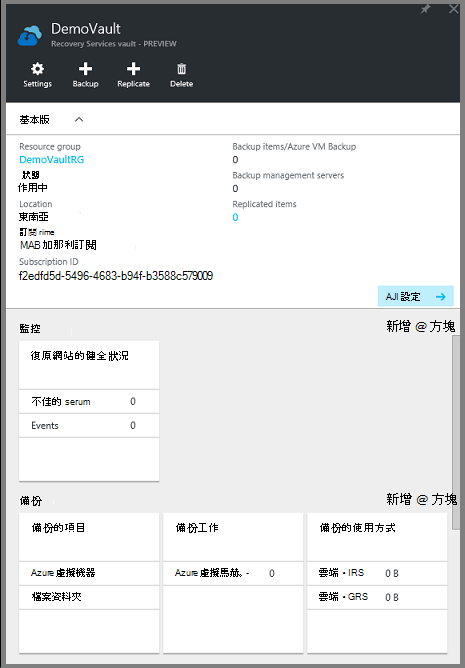 DemoVault
Recovery Services vault - PREVIEW
Settings Backup Replicate Delete
基本版
Resource group
DemoVaultRG
狀態
作用中
Location
東南亞
訂閱 rime
MAB 加那利訂閱
Subscription ID
f2edfd5d-5496-4683-b94f-b3588c579009
Backup items/Azure VM Backup
0
Backup management servers
0
Replicated items
0
AJI 設定 →
監控
新增 @ 方塊
復原網站的健全狀況
不佳的 serum 0
Events 0
備份
新增 @ 方塊
備份的項目
Azure 虛擬機器
檔案資料夾
備份工作
Azure 虛擬馬赫。- 0
備份的使用方式
雲端・IRS 0 B
雲端・GRS 0 B